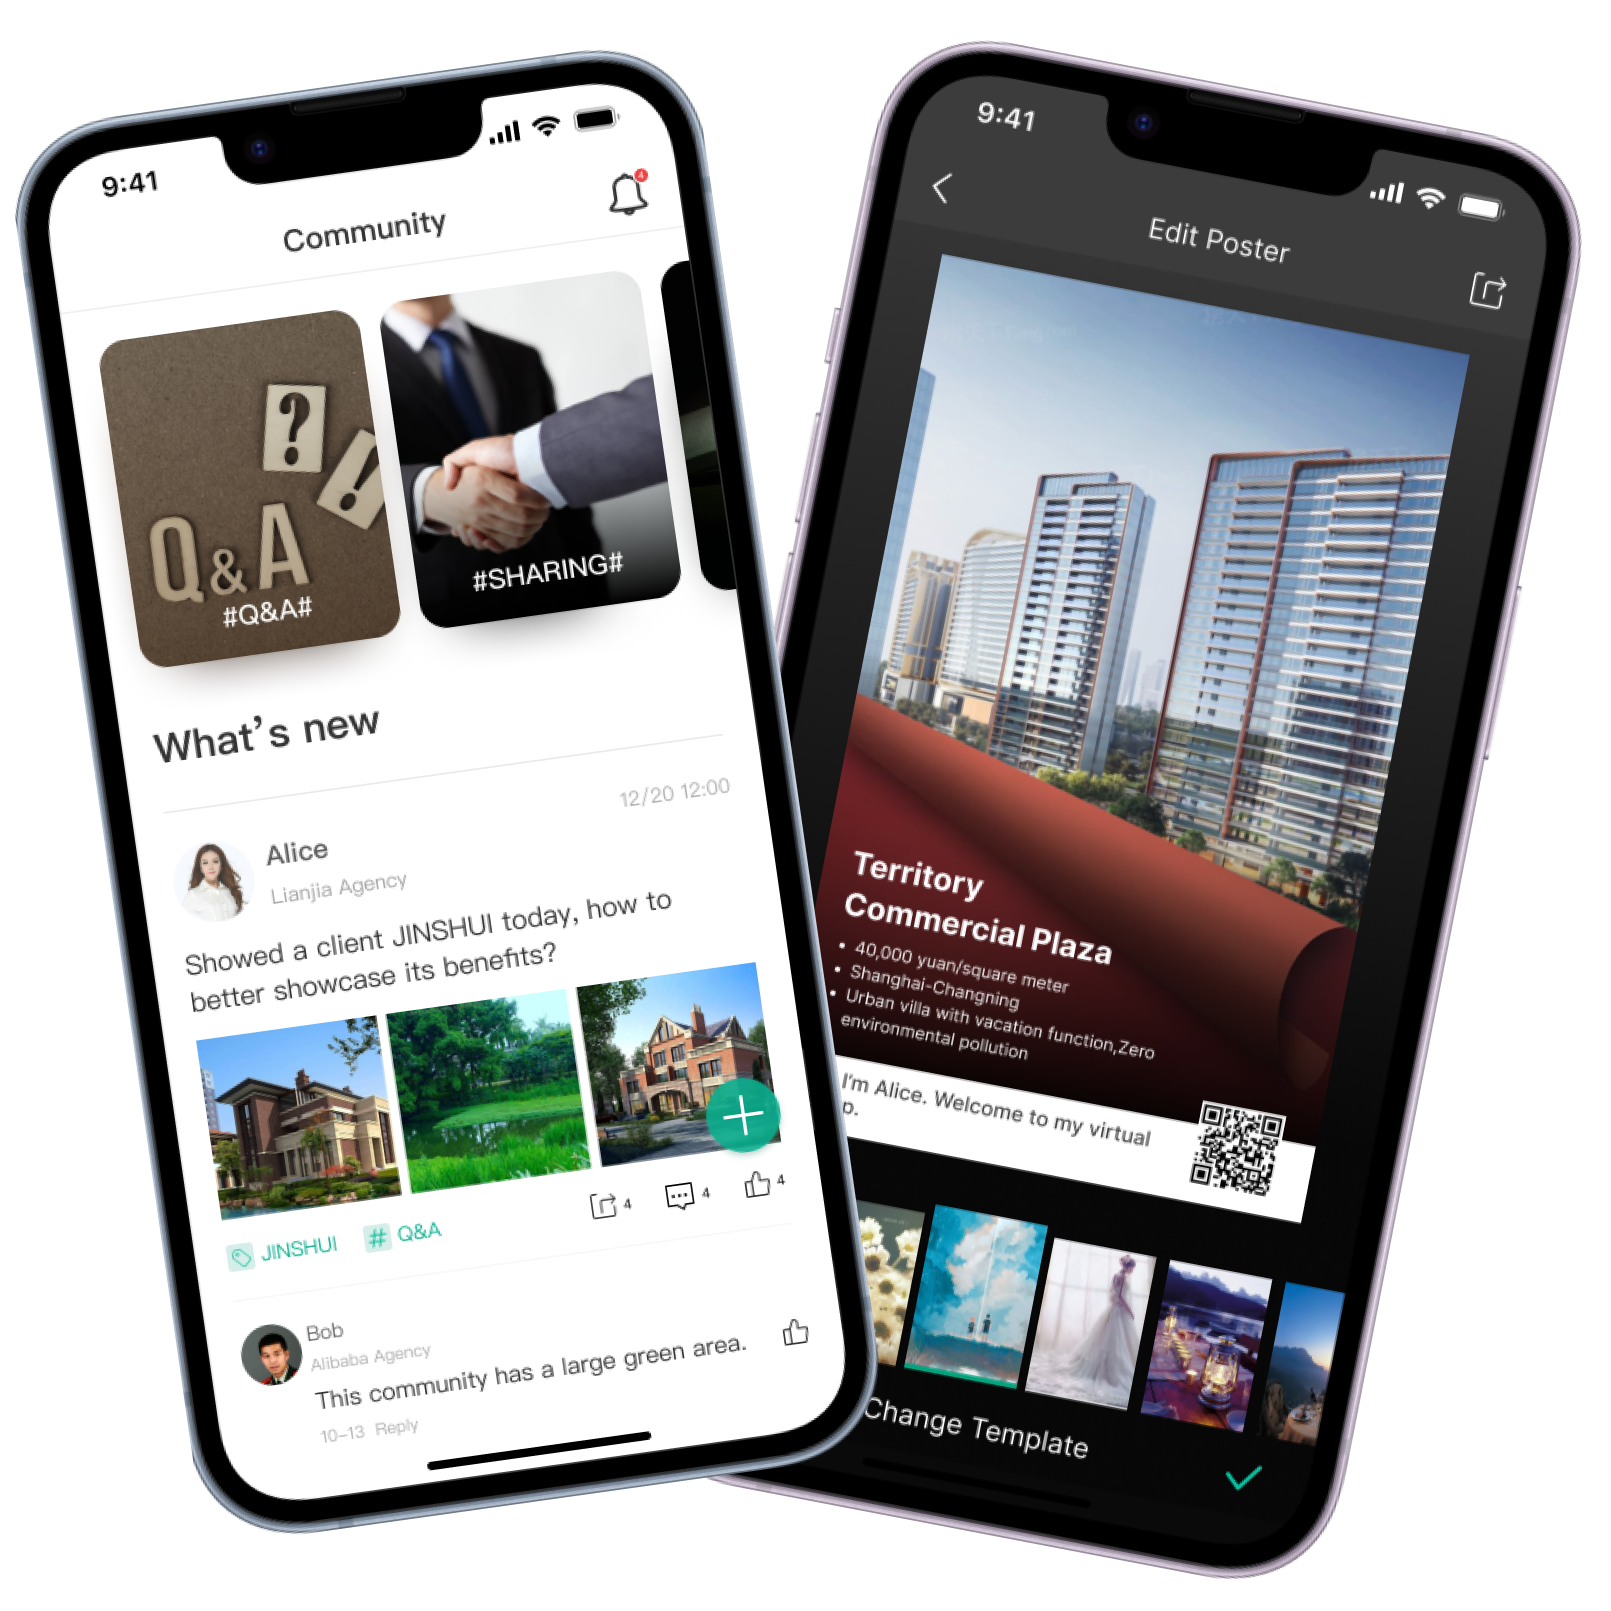 9:41
4
Community
? !
Q&A
#Q&A#
#SHARING#
What's new
12/20 12:00
Alice
Lianjia Agency
Showed a client JINSHUI today, how to
better showcase its benefits?
4
4
4
JINSHUI
# Q&A
Bob
Alibaba Agency
This community has a large green area.
10-13 Reply
9:41
Edit Poster
Territory
Commercial Plaza
• 40,000 yuan/square meter
• Shanghai-Changning
• Urban villa with vacation function,Zero
environmental pollution
I'm Alice. Welcome to my virtual
p.
Change Template